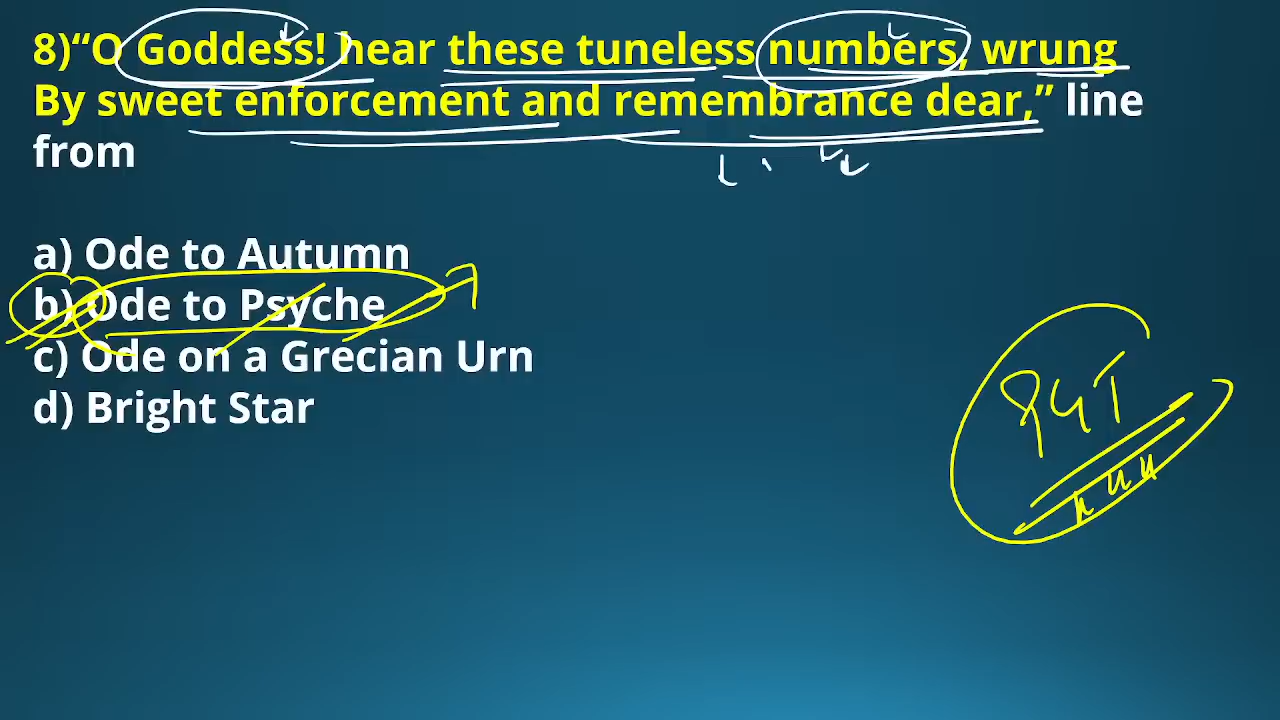 8)“O Goddess! hear these tuneless numbers, wrung
By sweet enforcement and remembrance dear,” line
from
a) Ode to Autumn
b) Ode to Psyche
c) Ode on a Grecian Urn
d) Bright Star
PGT